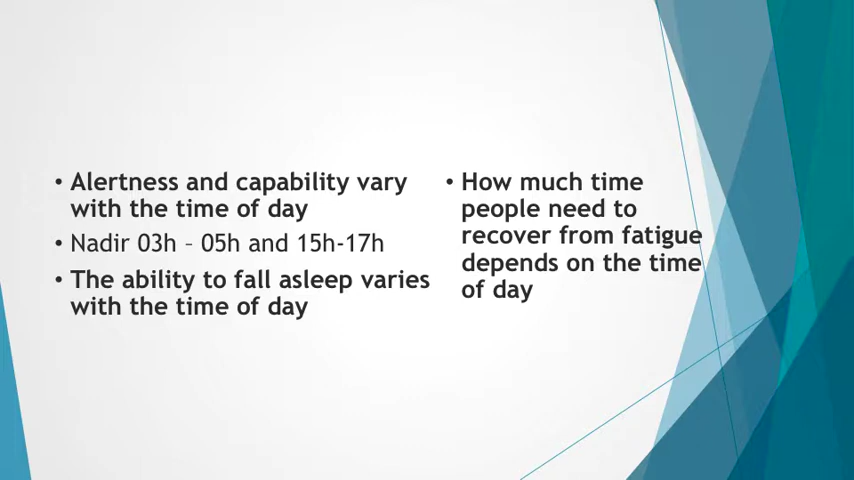 • Alertness and capability vary
with the time of day
• Nadir 03h – 05h and 15h-17h
• The ability to fall asleep varies
with the time of day
• How much time
people need to
recover from fatigue
depends on the time
of day